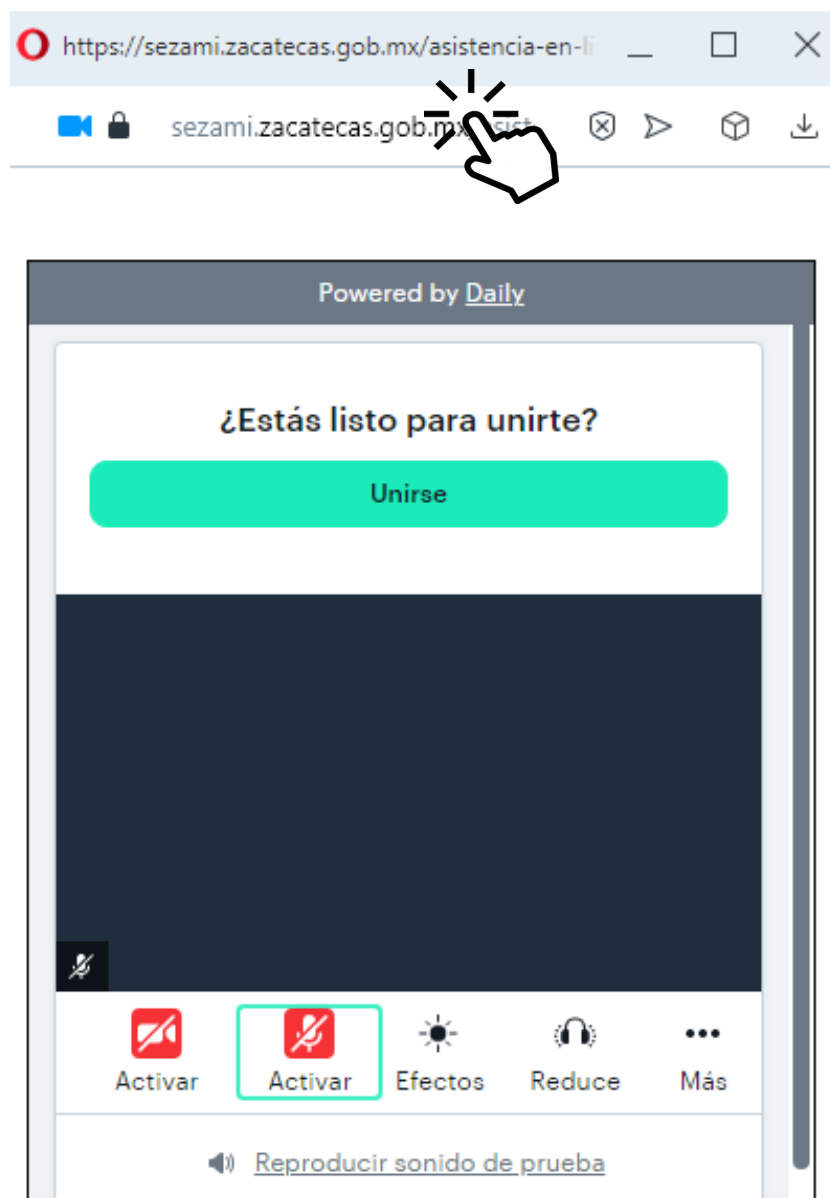 https://sezami.zacatecas.gob.mx/asistencia-en-li
sezami.zacatecas.gob.mx
Powered by Daily
¿Estás listo para unirte?
Unirse
Activar Activar Efectos Reduce Más
Reproducir sonido de prueba